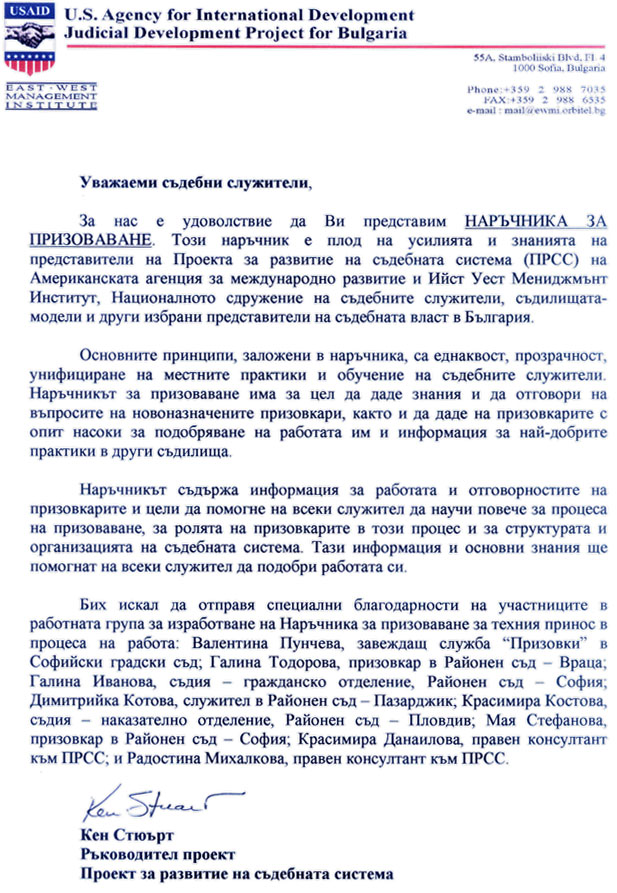 USAID
U.S. Agency for International Development
Judicial Development Project for Bulgaria
EAST-WEST
MANAGEMENT
INSTITUTE
55A, Stamboliiski Blvd, Fl. 4
1000 Sofia, Bulgaria
Phone:+359 2 988 7035
FAX:+359 2 988 6535
e-mail : mail@ewmi.orbitel.bg
Уважаеми съдебни служители,
За нас е удоволствие да Ви представим НАРЪЧНИКА ЗА
ПРИЗОВАВАНЕ. Този наръчник е плод на усилията и знанията на
представители на Проекта за развитие на съдебната система (ПРСС) на
Американската агенция за международно развитие и Ийст Уест Мениджмънт
Институт, Националното сдружение на съдебните служители, съдилищата-
модели и други избрани представители на съдебната власт в България.
Основните принципи, заложени в наръчника, са еднаквост, прозрачност,
унифициране на местните практики и обучение на съдебните служители.
Наръчникът за призоваване има за цел да даде знания и да отговори на
въпросите на новоназначените призовкари, както и да даде на призовкарите с
опит насоки за подобряване на работата им и информация за най-добрите
практики в други съдилища.
Наръчникът съдържа информация за работата и отговорностите на
призовкарите и цели да помогне на всеки служител да научи повече за процеса
на призоваване, за ролята на призовкарите в този процес и за структурата и
организацията на съдебната система. Тази информация и основни знания ще
помогнат на всеки служител да подобри работата си.
Бих искал да отправя специални благодарности на участниците в
работната група за изработване на Наръчника за призоваване за техния принос в
процеса на работа: Валентина Пунчева, завеждащ служба “Призовки” в
Софийски градски съд; Галина Тодорова, призовкар в Районен съд – Враца;
Галина Иванова, съдия – гражданско отделение, Районен съд – София;
Димитрийка Котова, служител в Районен съд – Пазарджик; Красимира Костова,
съдия – наказателно отделение, Районен съд – Пловдив; Мая Стефанова,
призовкар в Районен съд – София; Красимира Данаилова, правен консултант
към ПРСС; и Радостина Михалкова, правен консултант към ПРСС.
Ken Stuart
Кен Стюърт
Ръководител проект
Проект за развитие на съдебната система